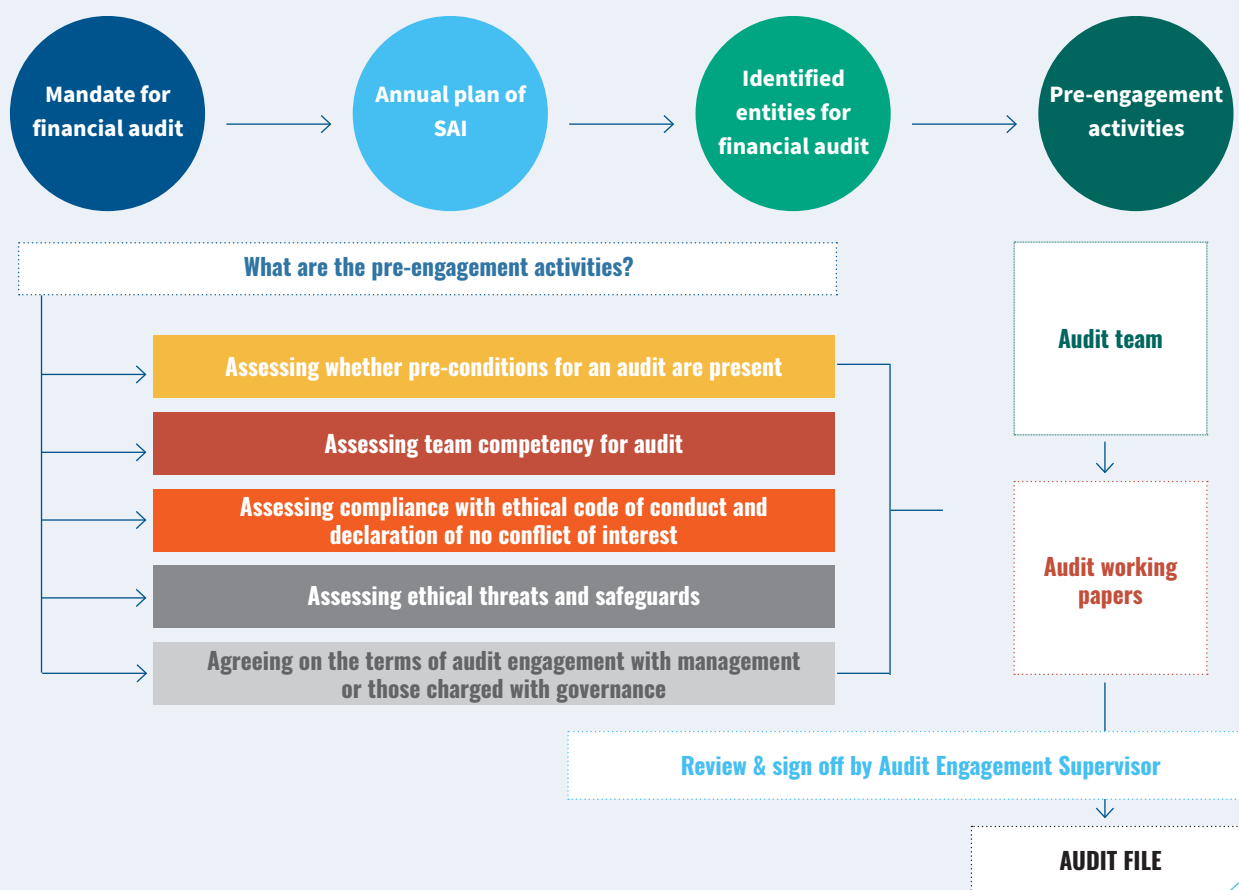 Mandate for
financial audit
Annual plan of
SAI
Identified
entities for
financial audit
Pre-engagement
activities
What are the pre-engagement activities?
Assessing whether pre-conditions for an audit are present
Assessing team competency for audit
Assessing compliance with ethical code of conduct and
declaration of no conflict of interest
Assessing ethical threats and safeguards
Agreeing on the terms of audit engagement with management
or those charged with governance
Audit team
Audit working
papers
Review & sign off by Audit Engagement Supervisor
AUDIT FILE